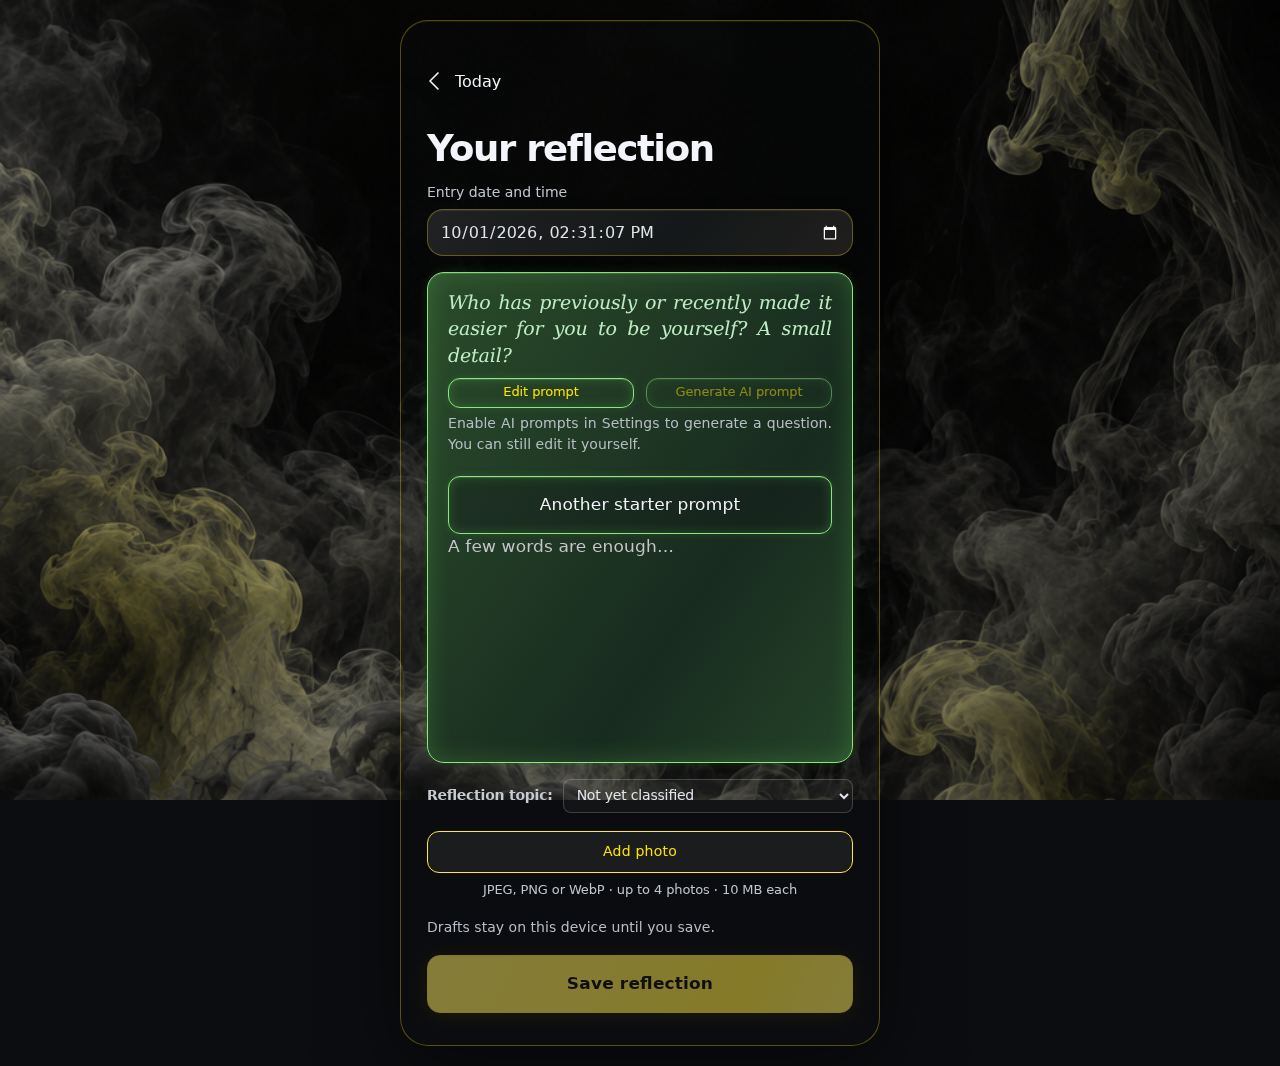 Today
Your reflection
Entry date and time
10/01/2026, 02:31:07 PM
Who has previously or recently made it
easier for you to be yourself? A small
detail?
Edit prompt
Generate AI prompt
Enable AI prompts in Settings to generate a question.
You can still edit it yourself.
Another starter prompt
A few words are enough…
Reflection topic:
Not yet classified
Add photo
JPEG, PNG or WebP · up to 4 photos · 10 MB each
Drafts stay on this device until you save.
Save reflection